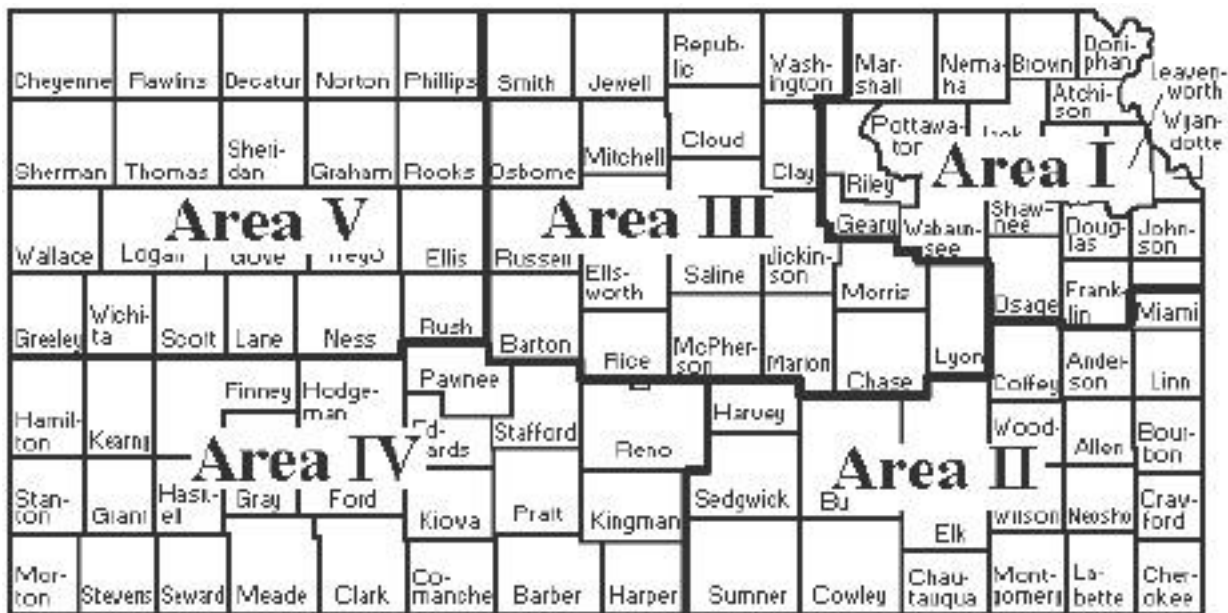 Cheyenne Rawlins Decatur Norton Phillips Smith Jewell
Repub-
lic
Wash-
ington
Mar-
shall
Nema-
ha
Brown
Doni-
phan
Leaven-
worth
Atchi-
son
Wyan-
dotte
Sherman Thomas
Sheri-
dan
Graham Rooks Osborne
Mitchell
Cloud
Clay
Pottawa-
tor
Riley
Geary
Wabaun-
see
Area I
Shaw-
nee
Doug-
las
John-
son
Wallace
Logan
Area V
Ellis
Russell
Area III
Ells-
worth
Saline
Dickin-
son
Morris
Osage
Frank-
lin
Miami
Greeley
Wichi-
ta
Scott Lane Ness Rush
Barton
Rice
McPher-
son
Marion
Chase
Lyon
Coffey
Ander-
son
Linn
Hamil-
ton
Kearny
Finney
Hodge-
man
Pawnee
Ed-
ards
Stafford
Reno
Harvey
Area IV
Area II
Wood-
Allen
Bour-
bon
Stan-
ton
Grant
Hask-
ell
Gray Ford
Kiowa
Pratt
Kingman
Sedgwick
Bu
Elk
Wilson
Neosho
Craw-
ford
Mor-
ton
Stevens Seward Meade Clark
Co-
manche
Barber Harper Sumner Cowley
Chau-
tauqua
Mont-
gomery
La-
bette
Cher-
okee